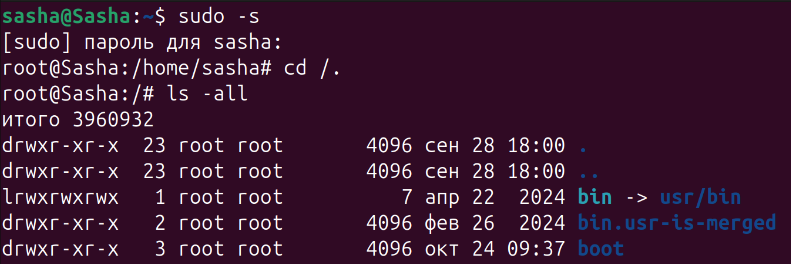 sasha@Sasha:~$ sudo -s
[sudo] пароль для sasha:
root@Sasha:/home/sasha# cd /.
root@Sasha:/# ls -all
итого 3960932
drwxr-xr-x  23 root root       4096 сен 28 18:00 .
drwxr-xr-x  23 root root       4096 сен 28 18:00 ..
lrwxrwxrwx   1 root root          7 апр 22  2024 bin -> usr/bin
drwxr-xr-x   2 root root       4096 фев 26  2024 bin.usr-is-merged
drwxr-xr-x   3 root root       4096 окт 24 09:37 boot